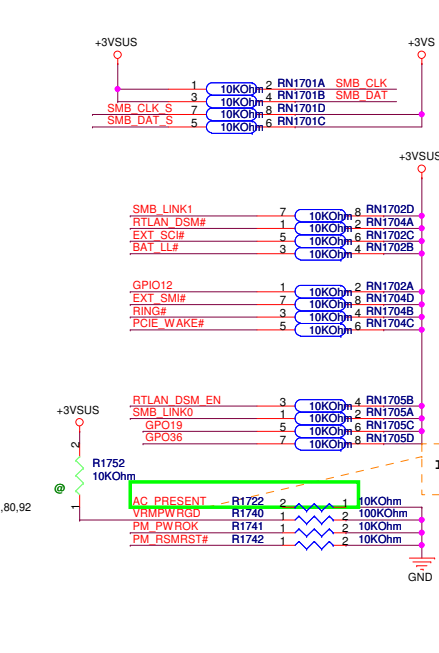 +3VSUS +3VS
1 10KOhm 2 RN1701A SMB_CLK
3 10KOhm 4 RN1701B SMB_DAT
SMB_CLK_S 7 10KOhm 8 RN1701D
SMB_DAT_S 5 10KOhm 6 RN1701C
+3VSUS
SMB_LINK1 7 10KOhm 8 RN1702D
RTLAN_DSM# 1 10KOhm 2 RN1704A
EXT_SCI# 5 10KOhm 6 RN1702C
BAT_LL# 3 10KOhm 4 RN1702B
GPIO12 1 10KOhm 2 RN1702A
EXT_SMI# 7 10KOhm 8 RN1704D
RING# 3 10KOhm 4 RN1704B
PCIE_WAKE# 5 10KOhm 6 RN1704C
RTLAN_DSM_EN 3 10KOhm 4 RN1705B
SMB_LINK0 1 10KOhm 2 RN1705A
GPO19 5 10KOhm 6 RN1705C
GPO36 7 10KOhm 8 RN1705D
+3VSUS
2
R1752
10KOhm
@
1
,80,92
AC_PRESENT R1722 2 1 10KOhm
VRMPWRGD R1740 1 2 100KOhm
PM_PWROK R1741 1 2 10KOhm
PM_RSMRST# R1742 1 2 10KOhm
GND